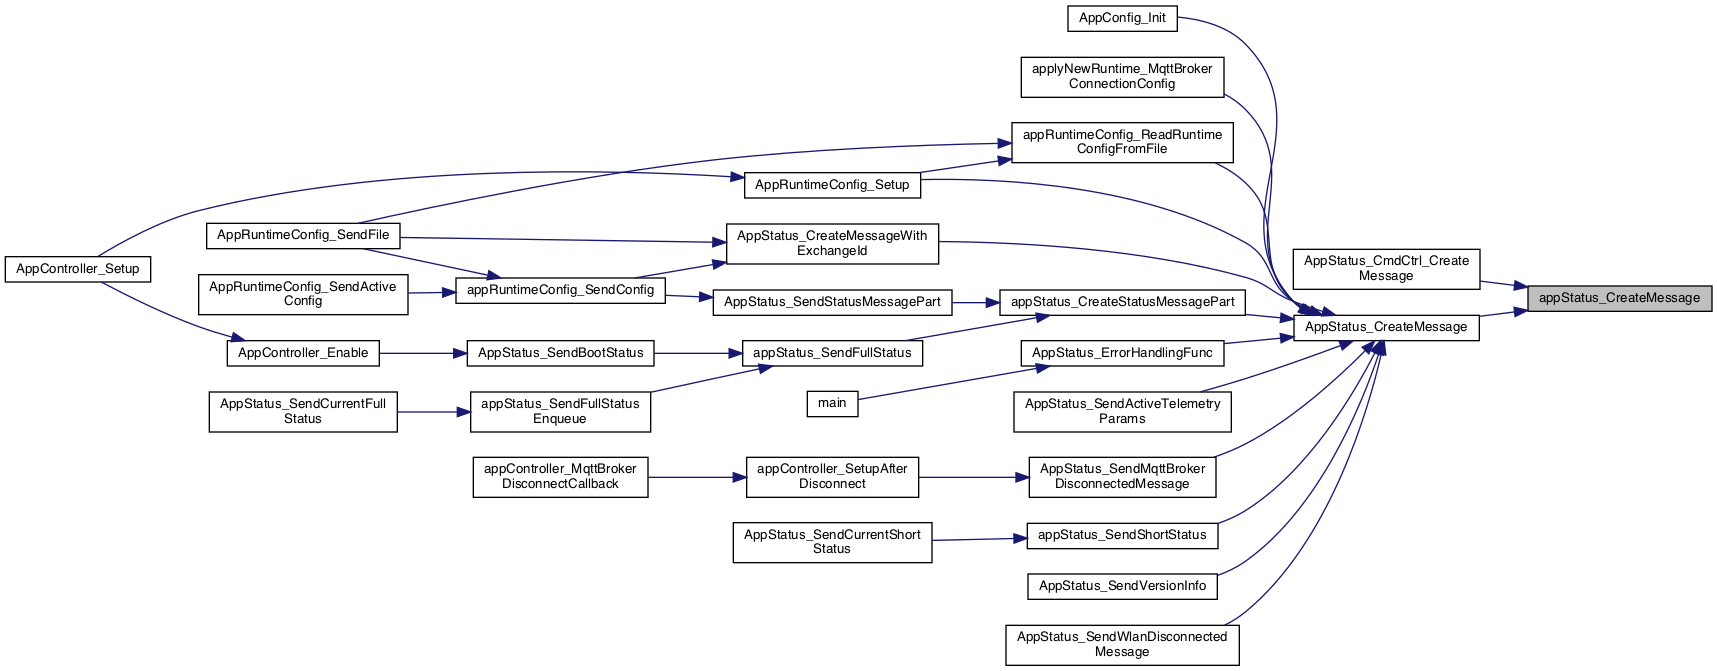 AppConfig_Init
applyNewRuntime_MqttBroker
ConnectionConfig
appRuntimeConfig_ReadRuntime
ConfigFromFile
AppRuntimeConfig_Setup
AppRuntimeConfig_SendFile
AppStatus_CreateMessageWith
ExchangeId
AppController_Setup
AppRuntimeConfig_SendActive
Config
appRuntimeConfig_SendConfig
AppStatus_SendStatusMessagePart
appStatus_CreateStatusMessagePart
AppStatus_CmdCtrl_Create
Message
appStatus_CreateMessage
AppStatus_CreateMessage
AppController_Enable
AppStatus_SendBootStatus
appStatus_SendFullStatus
AppStatus_ErrorHandlingFunc
AppStatus_SendCurrentFull
Status
appStatus_SendFullStatus
Enqueue
main
AppStatus_SendActiveTelemetry
Params
appController_MqttBroker
DisconnectCallback
appController_SetupAfter
Disconnect
AppStatus_SendMqttBroker
DisconnectedMessage
AppStatus_SendCurrentShort
Status
appStatus_SendShortStatus
AppStatus_SendVersionInfo
AppStatus_SendWlanDisconnected
Message